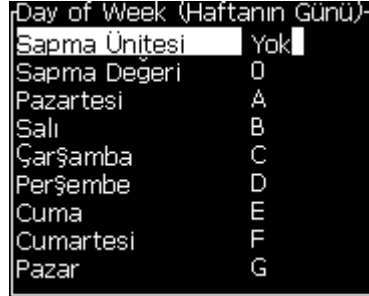 Day of Week (Haftanın Günü)
Sapma Ünitesi Yok
Sapma Değeri 0
Pazartesi A
Salı B
Çarşamba C
Perşembe D
Cuma E
Cumartesi F
Pazar G